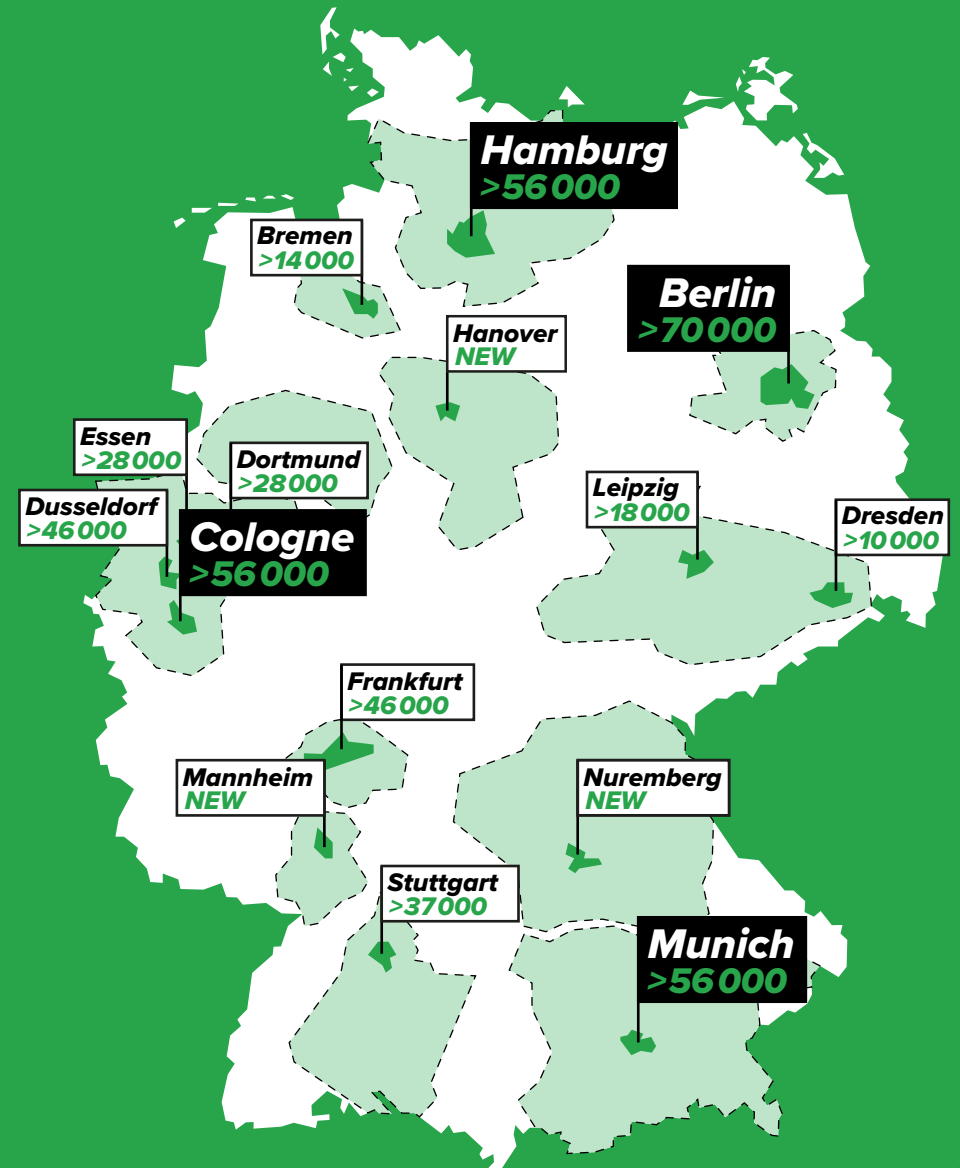 Hamburg
>56 000
Bremen
>14 000
Berlin
>70 000
Hanover
NEW
Essen
>28 000
Dortmund
>28 000
Leipzig
>18 000
Dusseldorf
>46 000
Dresden
>10 000
Cologne
>56 000
Frankfurt
>46 000
Mannheim
NEW
Nuremberg
NEW
Stuttgart
>37 000
Munich
>56 000